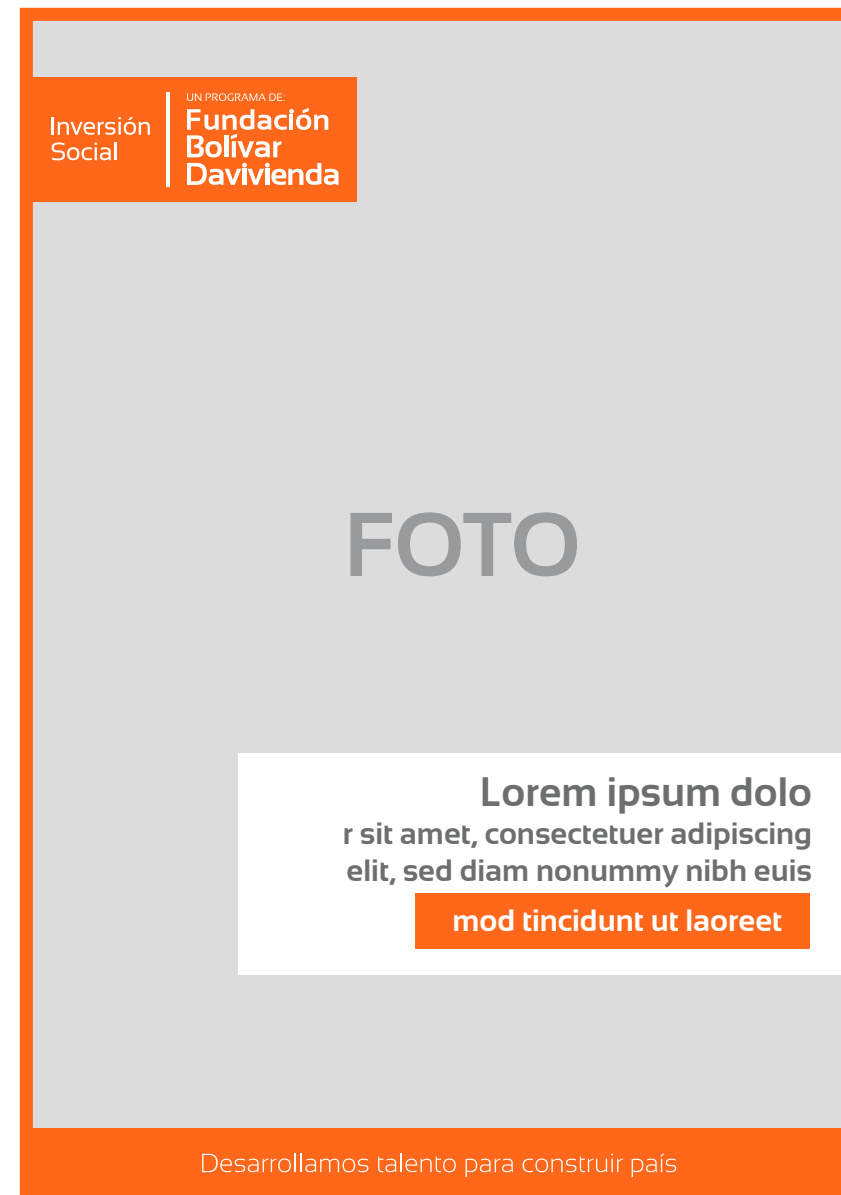 Inversión
Social
UN PROGRAMA DE:
Fundación
Bolívar
Davivienda
FOTO
Lorem ipsum dolo
r sit amet, consectetuer adipiscing
elit, sed diam nonummy nibh euis
mod tincidunt ut laoreet
Desarrollamos talento para construir país